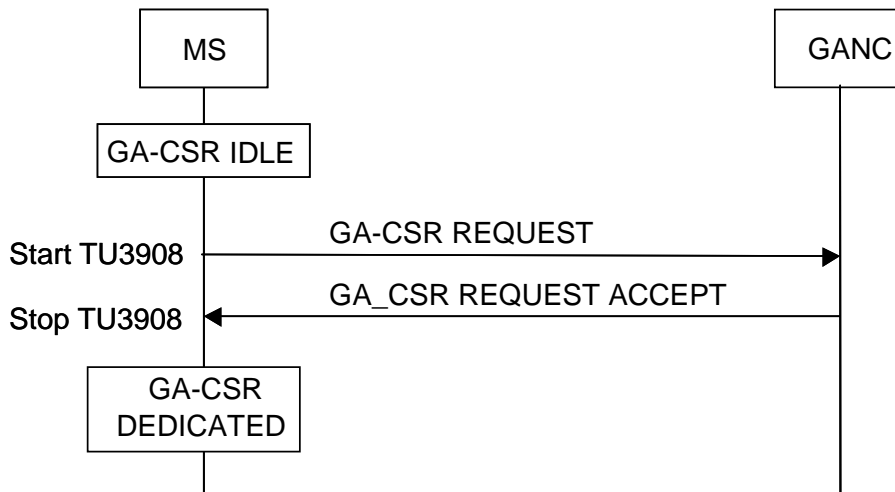 MS
GANC
GA-CSR IDLE
GA-CSR REQUEST
Start TU3908
GA_CSR REQUEST ACCEPT
Stop TU3908
GA-CSR
DEDICATED